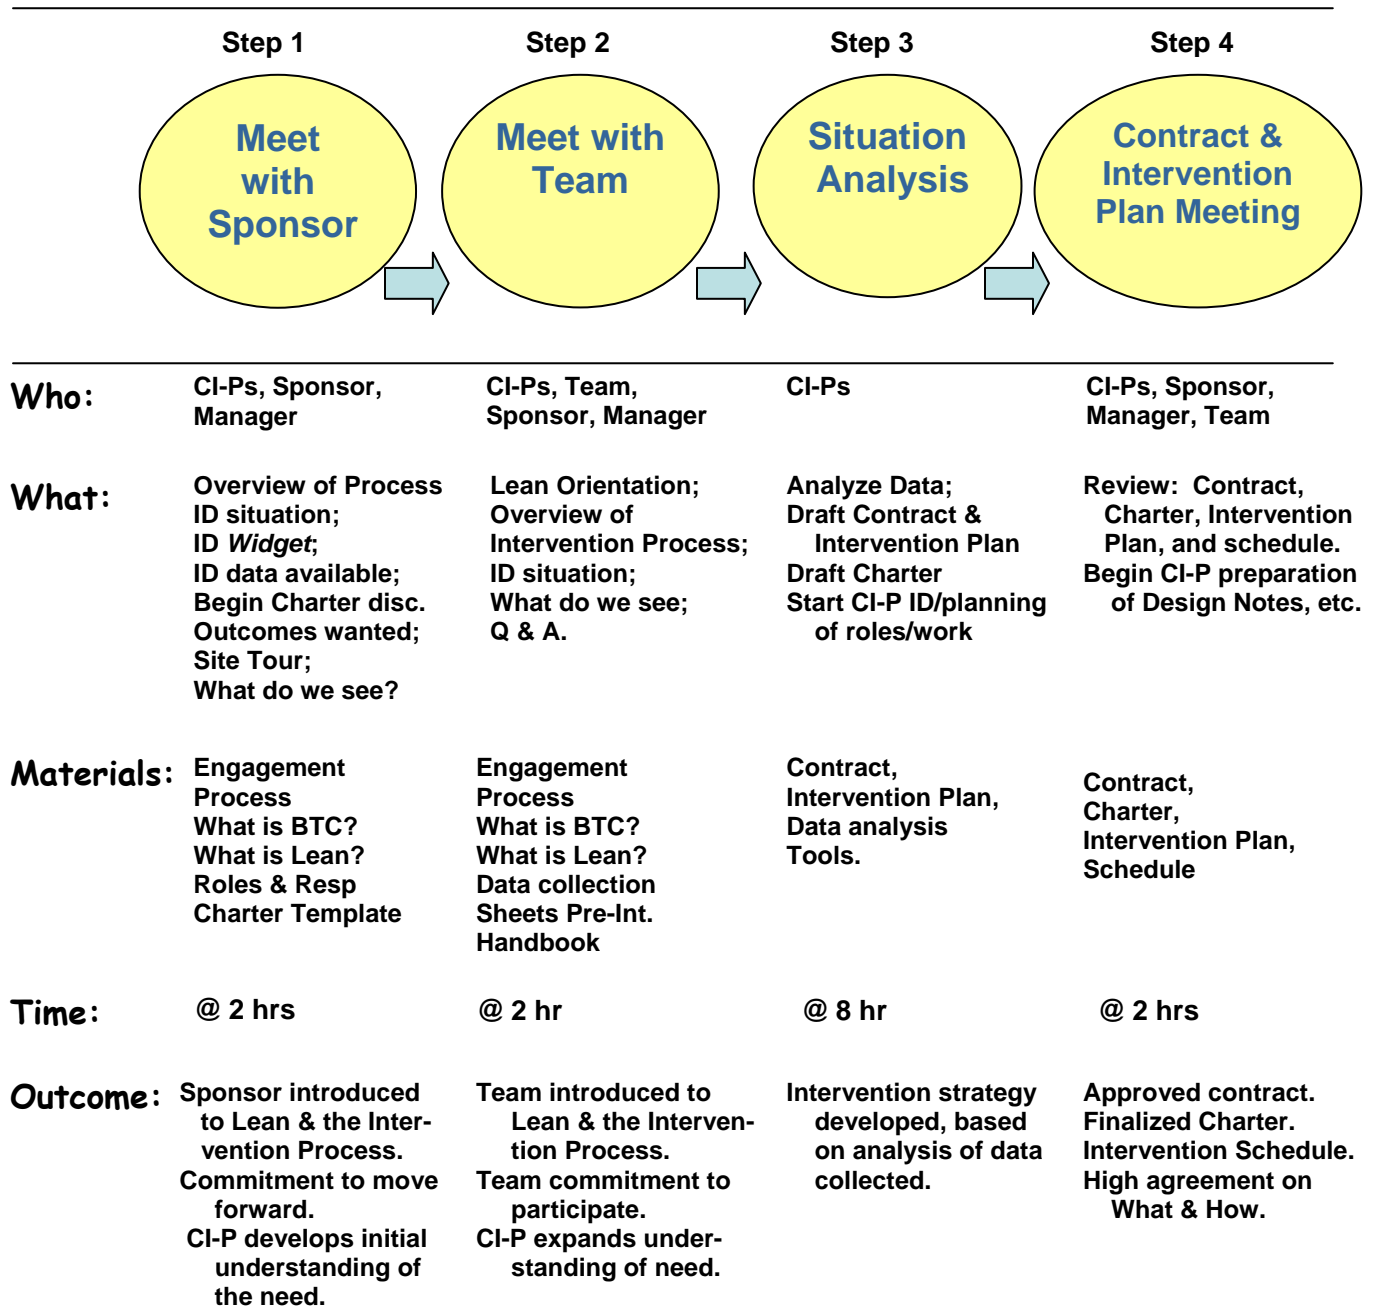 Step 1
Step 2
Step 3
Step 4
Meet
with
Sponsor
Meet with
Team
Situation
Analysis
Contract &
Intervention
Plan Meeting
Who:
CI-Ps, Sponsor,
Manager
CI-Ps, Team,
Sponsor, Manager
CI-Ps
CI-Ps, Sponsor,
Manager, Team
What:
Overview of Process
ID situation;
ID Widget;
ID data available;
Begin Charter disc.
Outcomes wanted;
Site Tour;
What do we see?
Lean Orientation;
Overview of
Intervention Process;
ID situation;
What do we see;
Q & A.
Analyze Data;
Draft Contract &
Intervention Plan
Draft Charter
Start CI-P ID/planning
of roles/work
Review:  Contract,
Charter, Intervention
Plan, and schedule.
Begin CI-P preparation
of Design Notes, etc.
Materials:
Engagement
Process
What is BTC?
What is Lean?
Roles & Resp
Charter Template
Engagement
Process
What is BTC?
What is Lean?
Data collection
Sheets Pre-Int.
Handbook
Contract,
Intervention Plan,
Data analysis
Tools.
Contract,
Charter,
Intervention Plan,
Schedule
Time:
@ 2 hrs
@ 2 hr
@ 8 hr
@ 2 hrs
Outcome:
Sponsor introduced
to Lean & the Inter-
vention Process.
Commitment to move
forward.
CI-P develops initial
understanding of
the need.
Team introduced to
Lean & the Interven-
tion Process.
Team commitment to
participate.
CI-P expands under-
standing of need.
Intervention strategy
developed, based
on analysis of data
collected.
Approved contract.
Finalized Charter.
Intervention Schedule.
High agreement on
What & How.